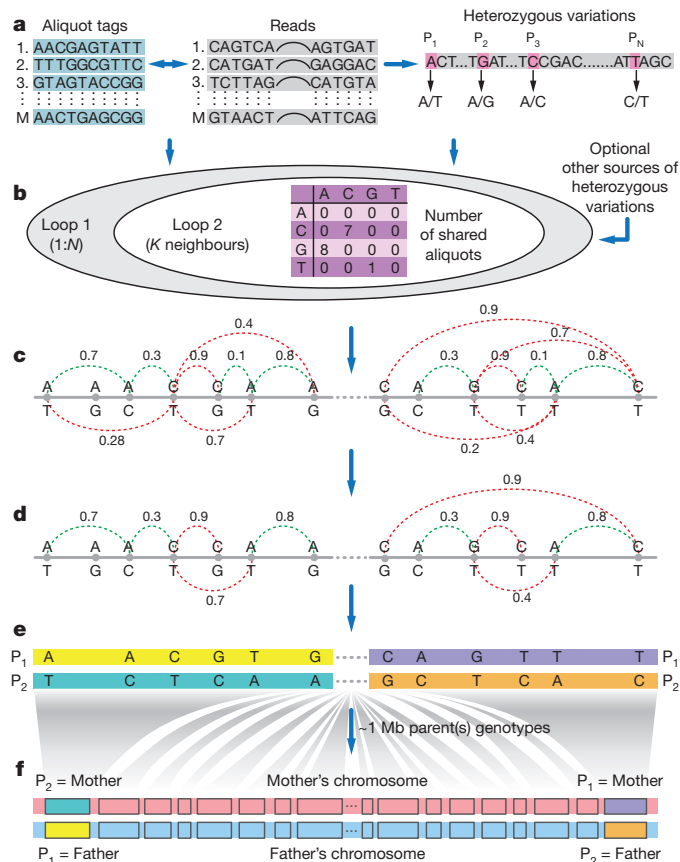 a
Aliquot tags
Reads
Heterozygous variations
1. AACGAGTATT
2. TTTGGCGTTC
3. GTAGTACCGG
M AACTGAGCGG
1. CAGTCA AGTGAT
2. CATGAT GAGGAC
3. TCTTAG CATGTA
M GTAACT ATTCAG
P1 P2 P3 PN
ACT...TGAT...TCCGAC.......ATTAGC
A/T A/G A/C C/T
Optional
other sources of
heterozygous
variations
b
Loop 1
(1:N)
Loop 2
(K neighbours)
A C G T
A 0 0 0 0
C 0 7 0 0
G 8 0 0 0
T 0 0 1 0
Number
of shared
aliquots
c
0.4 0.9
0.7 0.3 0.9 0.1 0.8 0.3 0.9 0.1 0.7 0.8
A A A C C A A C A G C A C
T G C T G T G G C T T T T
0.28 0.7 0.2 0.4
d
0.9
0.7 0.3 0.9 0.8 0.3 0.9 0.8
A A A C C A A C A G C A C
T G C T G T G G C T T T T
0.7 0.4
e
P1 A A C G T G C A G T T T P1
P2 T C T C A A G C T C A C P2
~1 Mb parent(s) genotypes
f
P2 = Mother Mother's chromosome P1 = Mother
...
...
P1 = Father Father's chromosome P2 = Father